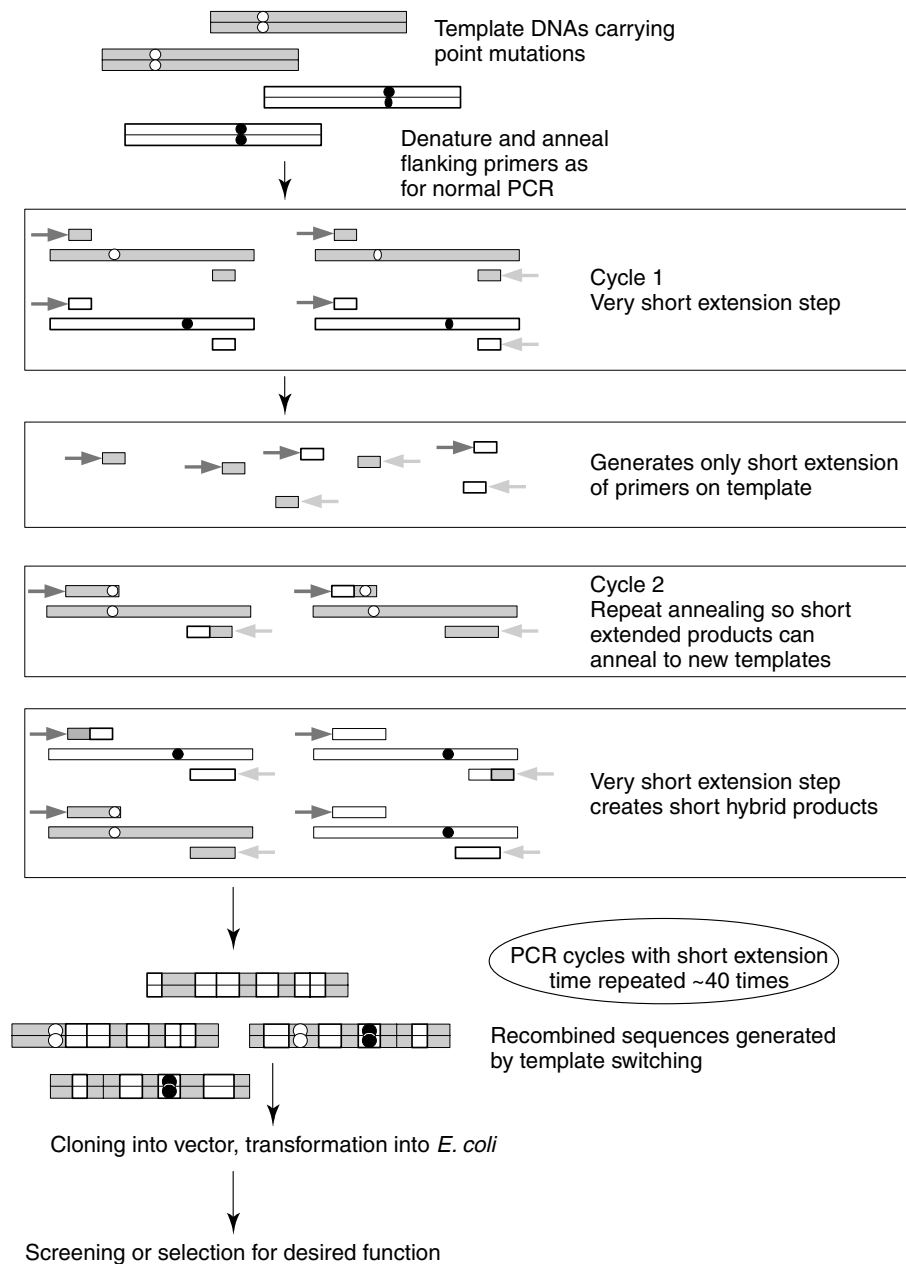 Template DNAs carrying
point mutations
Denature and anneal
flanking primers as
for normal PCR
Cycle 1
Very short extension step
Generates only short extension
of primers on template
Cycle 2
Repeat annealing so short
extended products can
anneal to new templates
Very short extension step
creates short hybrid products
PCR cycles with short extension
time repeated ~40 times
Recombined sequences generated
by template switching
Cloning into vector, transformation into E. coli
Screening or selection for desired function